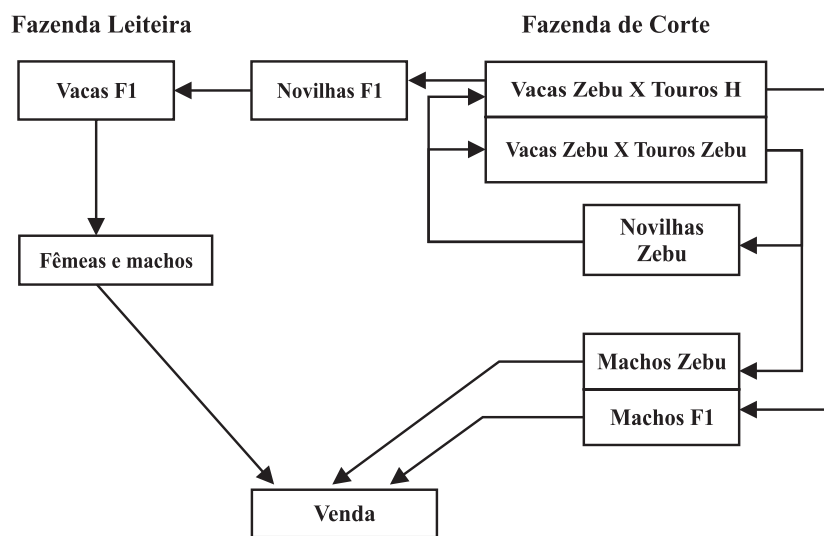 Fazenda Leiteira
Fazenda de Corte
Vacas F1
Novilhas F1
Vacas Zebu X Touros H
Vacas Zebu X Touros Zebu
Novilhas
Zebu
Fêmeas e machos
Machos Zebu
Machos F1
Venda